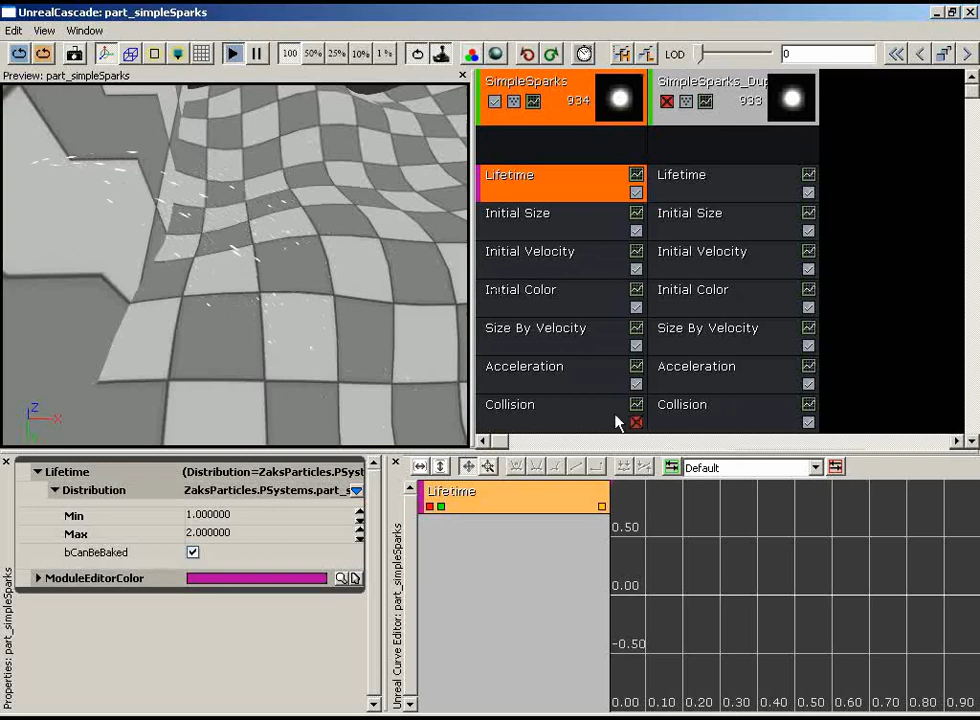 UnrealCascade: part_simpleSparks
Edit View Window
100 50% 25% 10% 1% LOD 0
Preview: part_simpleSparks
SimpleSparks 934
SimpleSparks_Dup 933
Lifetime Lifetime
Initial Size Initial Size
Initial Velocity Initial Velocity
Initial Color Initial Color
Size By Velocity Size By Velocity
Acceleration Acceleration
Collision Collision
Z
X
Lifetime (Distribution=ZaksParticles.PSyst
Distribution ZaksParticles.PSystems.part_s
Min 1.000000
Max 2.000000
bCanBeBaked
ModuleEditorColor
Properties: part_simpleSparks
Default
Lifetime
Unreal Curve Editor: part_simpleSparks
0.50
0.00
-0.50
0.00 0.10 0.20 0.30 0.40 0.50 0.60 0.70 0.80 0.90